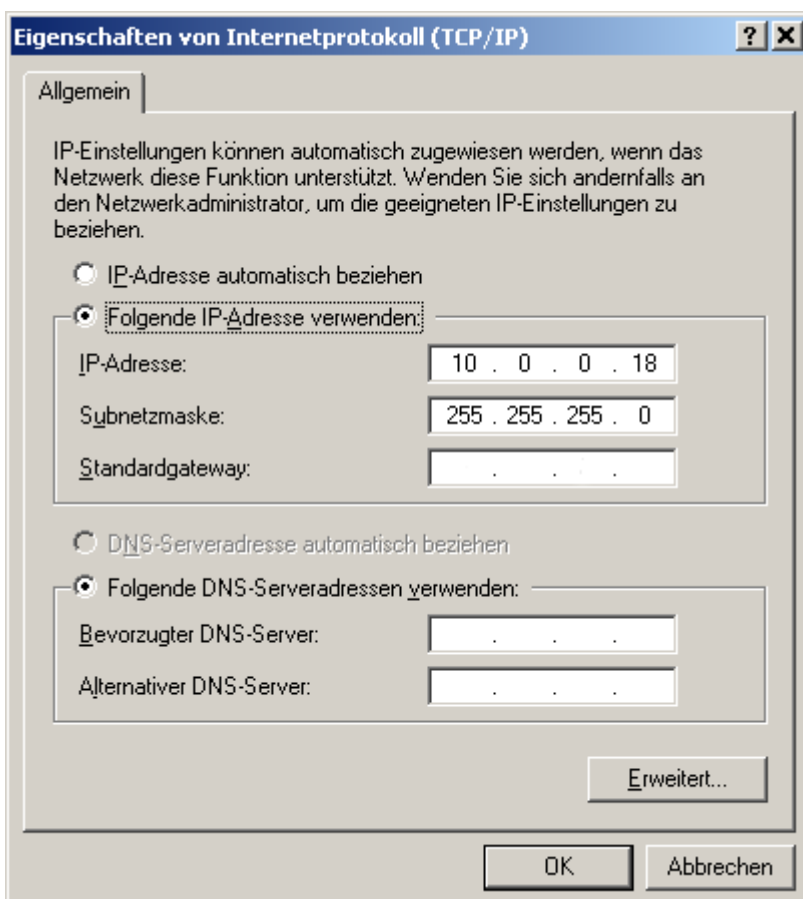 Eigenschaften von Internetprotokoll (TCP/IP)
Allgemein
IP-Einstellungen können automatisch zugewiesen werden, wenn das
Netzwerk diese Funktion unterstützt. Wenden Sie sich andernfalls an
den Netzwerkadministrator, um die geeigneten IP-Einstellungen zu
beziehen.
IP-Adresse automatisch beziehen
Folgende IP-Adresse verwenden:
IP-Adresse: 10 . 0 . 0 . 18
Subnetzmaske: 255 . 255 . 255 . 0
Standardgateway: . . .
DNS-Serveradresse automatisch beziehen
Folgende DNS-Serveradressen verwenden:
Bevorzugter DNS-Server: . . .
Alternativer DNS-Server: . . .
Erweitert...
OK Abbrechen